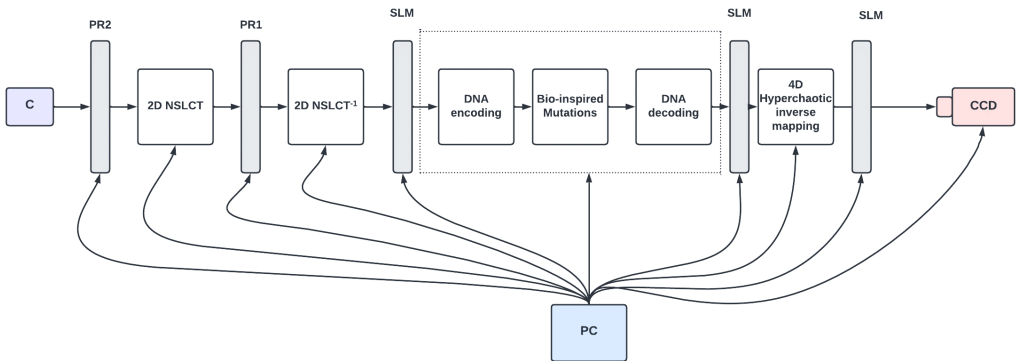 SLM
SLM
SLM
PR2
PR1
C
2D NSLCT
2D NSLCT-1
DNA
encoding
Bio-inspired
Mutations
DNA
decoding
4D
Hyperchaotic
inverse
mapping
CCD
PC